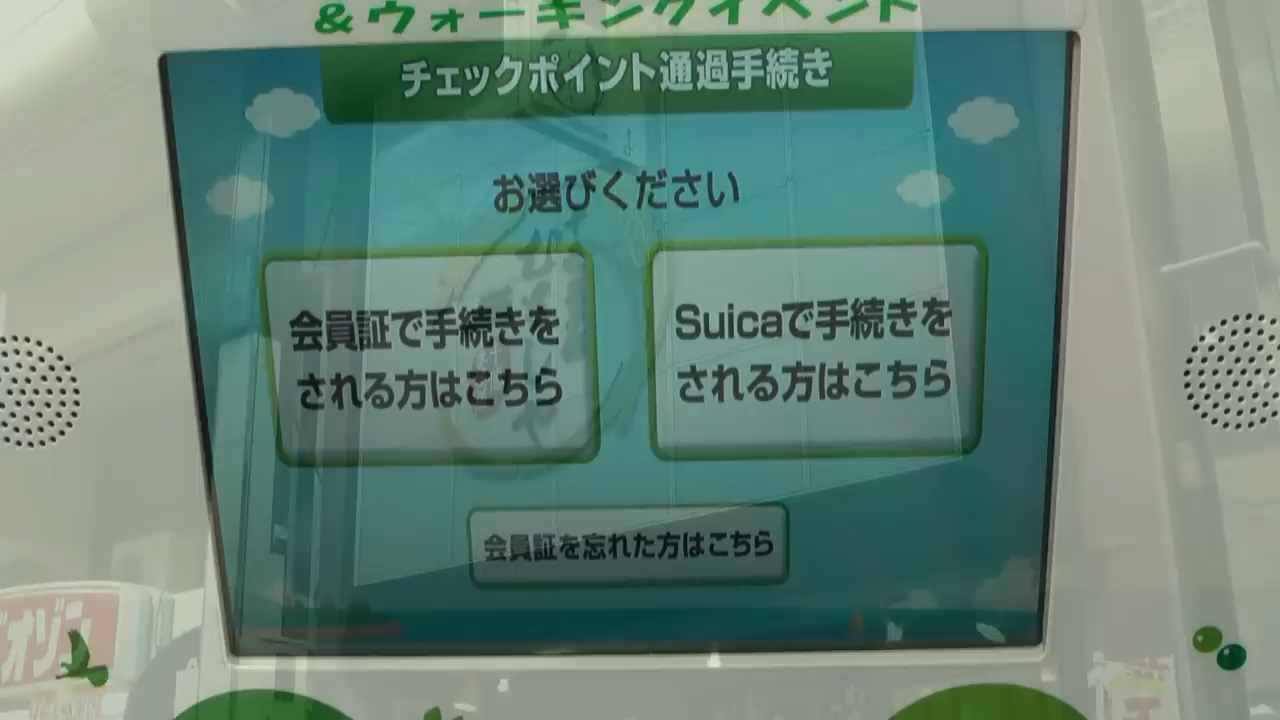 &ウォーキングイベント
チェックポイント通過手続き
お選びください
会員証で手続きを
される方はこちら
Suicaで手続きを
される方はこちら
会員証を忘れた方はこちら
オゾン